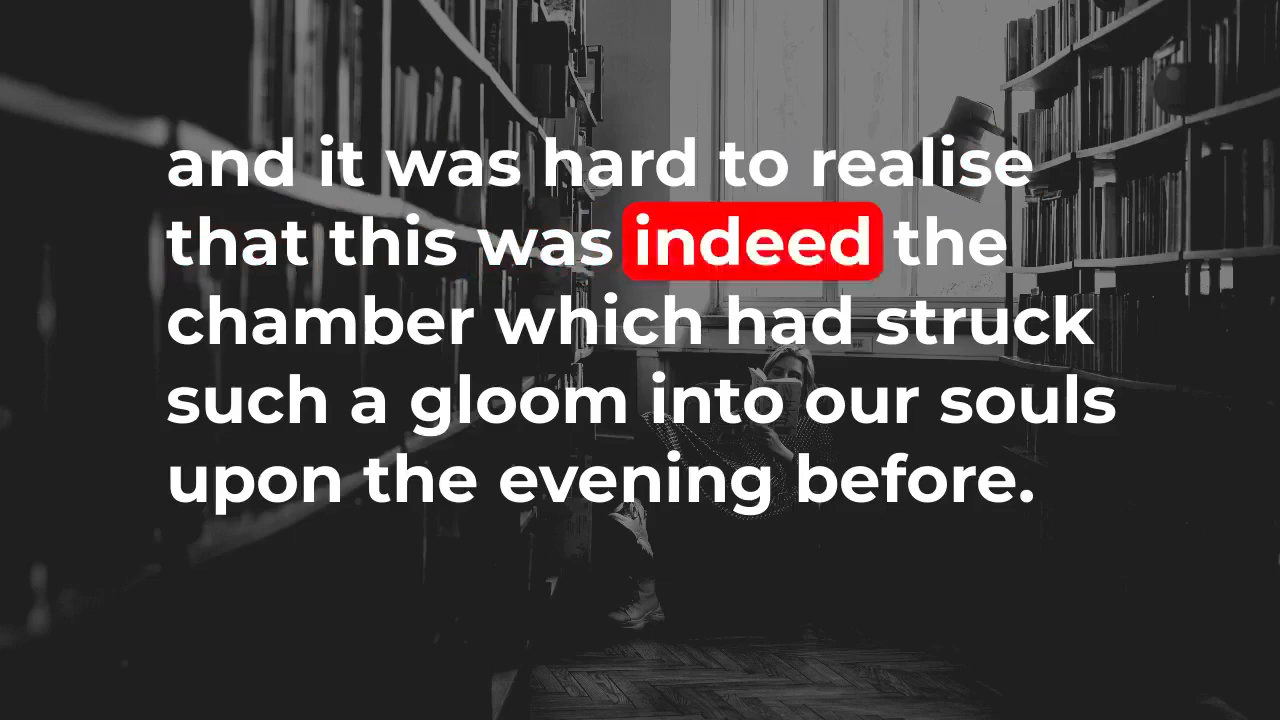 and it was hard to realise
that this was indeed the
chamber which had struck
such a gloom into our souls
upon the evening before.